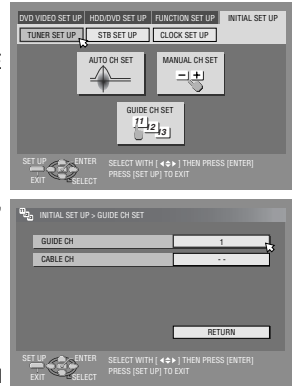 DVD VIDEO SET UP HDD/DVD SET UP FUNCTION SET UP INITIAL SET UP
TUNER SET UP STB SET UP CLOCK SET UP
AUTO CH SET MANUAL CH SET
GUIDE CH SET
11 12 13
SET UP ENTER SELECT WITH [ ] THEN PRESS [ENTER]
EXIT SELECT PRESS [SET UP] TO EXIT
INITIAL SET UP > GUIDE CH SET
GUIDE CH 1
CABLE CH - -
RETURN
SET UP ENTER SELECT WITH [ ] THEN PRESS [ENTER]
EXIT SELECT PRESS [SET UP] TO EXIT